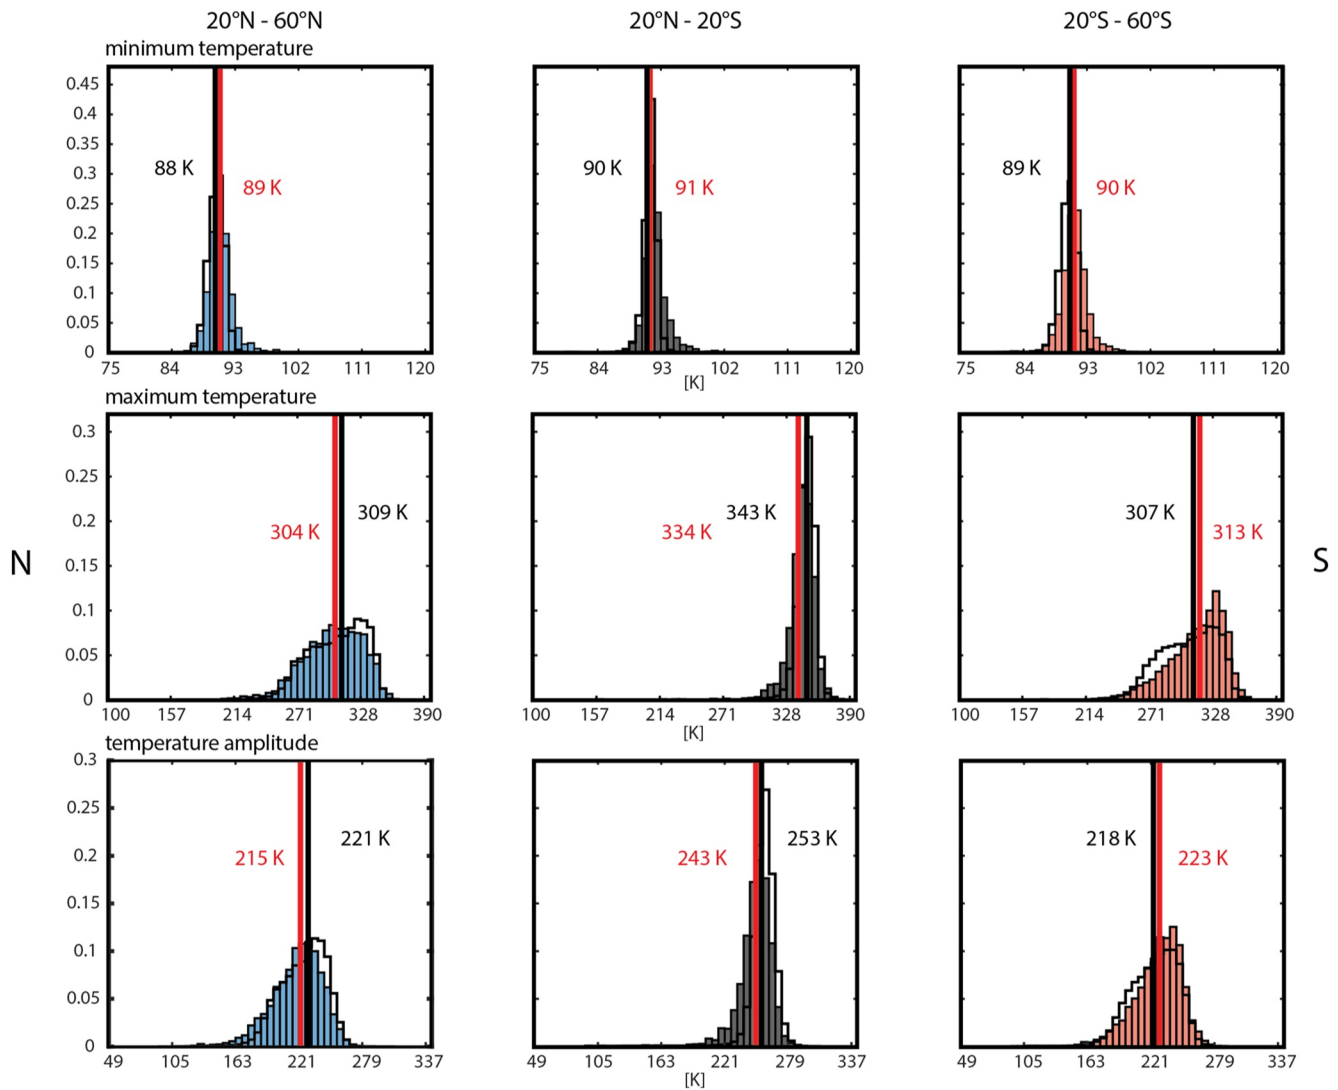 20°N - 60°N
20°N - 20°S
20°S - 60°S
minimum temperature
0.45
0.4
0.35
0.3
0.25
0.2
0.15
0.1
0.05
0
88 K
89 K
75 84 93 102 111 120
90 K
91 K
75 84 93 102 111 120
[K]
89 K
90 K
75 84 93 102 111 120
maximum temperature
0.3
0.25
0.2
0.15
0.1
0.05
0
304 K
309 K
100 157 214 271 328 390
334 K
343 K
100 157 214 271 328 390
[K]
307 K
313 K
100 157 214 271 328 390
N
S
temperature amplitude
0.3
0.25
0.2
0.15
0.1
0.05
0
215 K
221 K
49 105 163 221 279 337
243 K
253 K
49 105 163 221 279 337
[K]
218 K
223 K
49 105 163 221 279 337